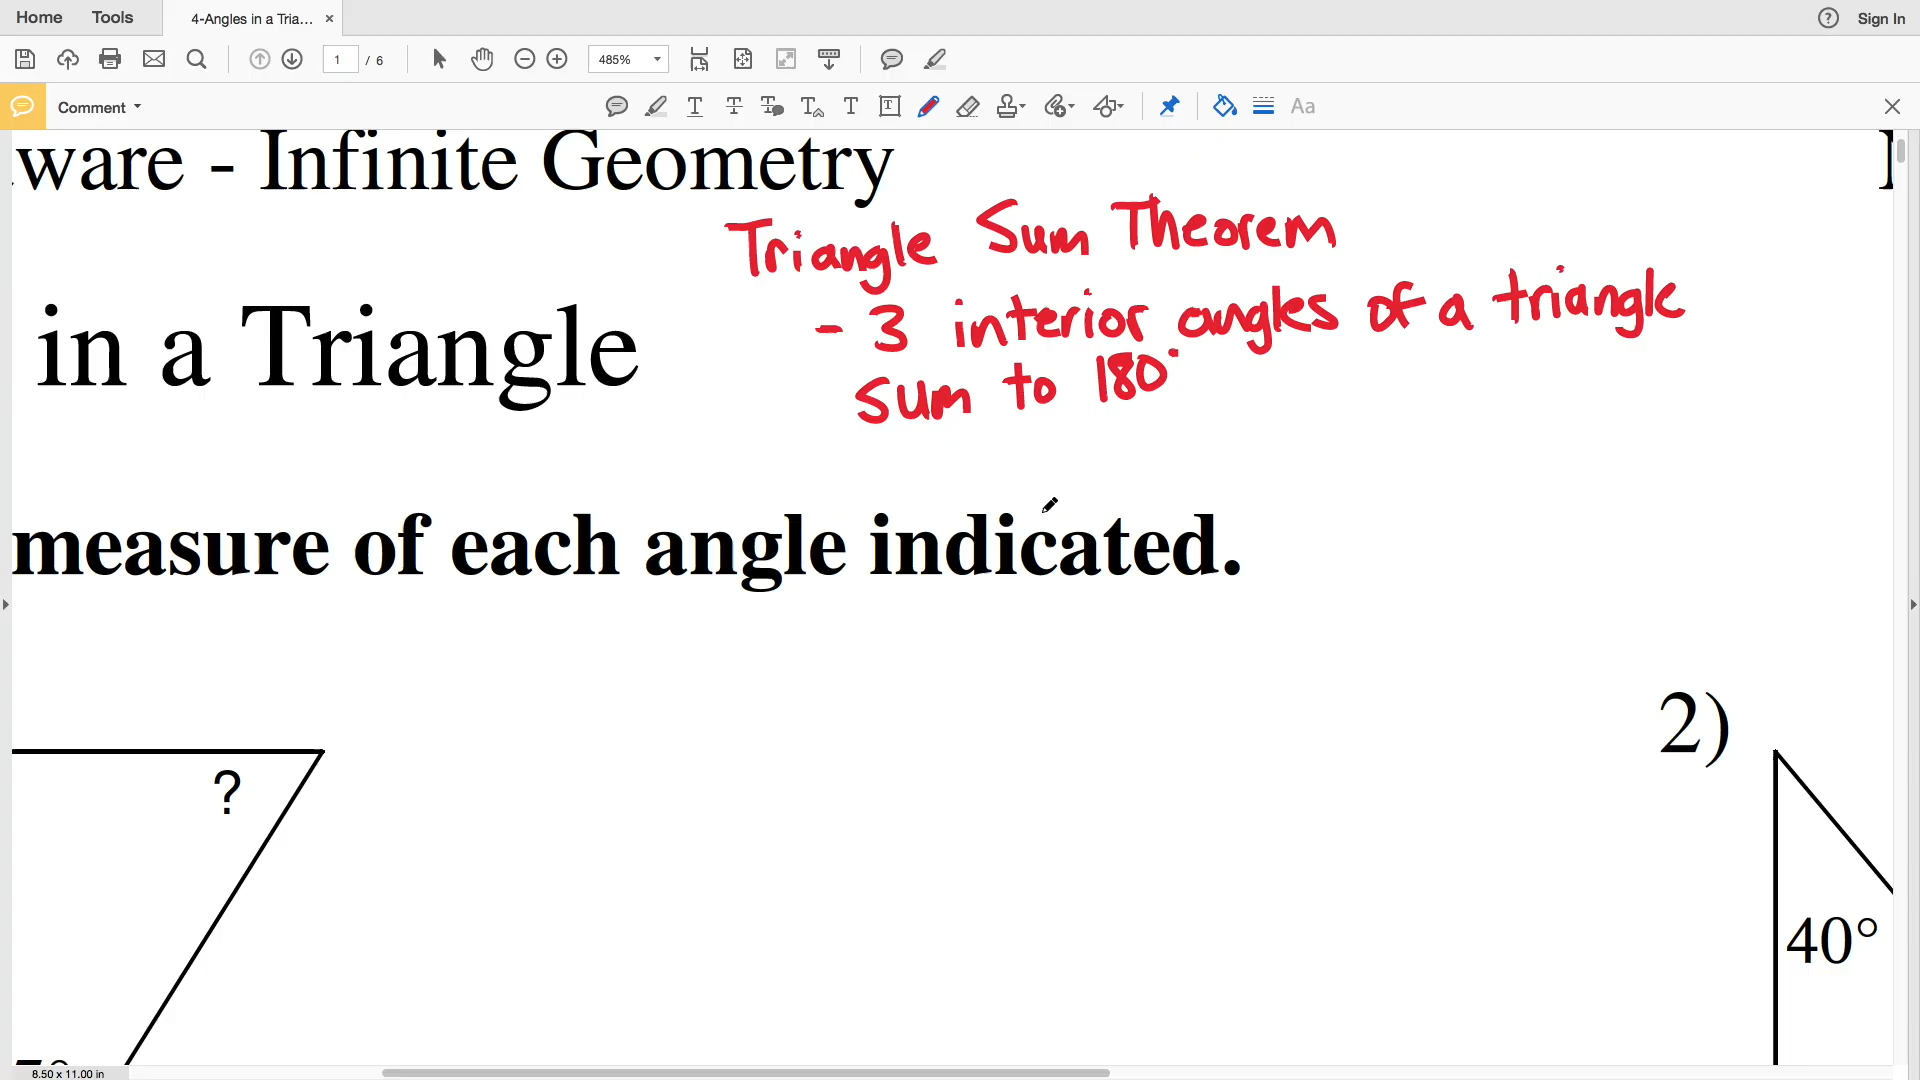 Home Tools 4-Angles in a Tria... × ? Sign In
1 / 6 485%
Comment Aa
ware - Infinite Geometry
Triangle Sum Theorem
in a Triangle
- 3 interior angles of a triangle
sum to 180°
measure of each angle indicated.
2)
?
40°
8.50 x 11.00 in